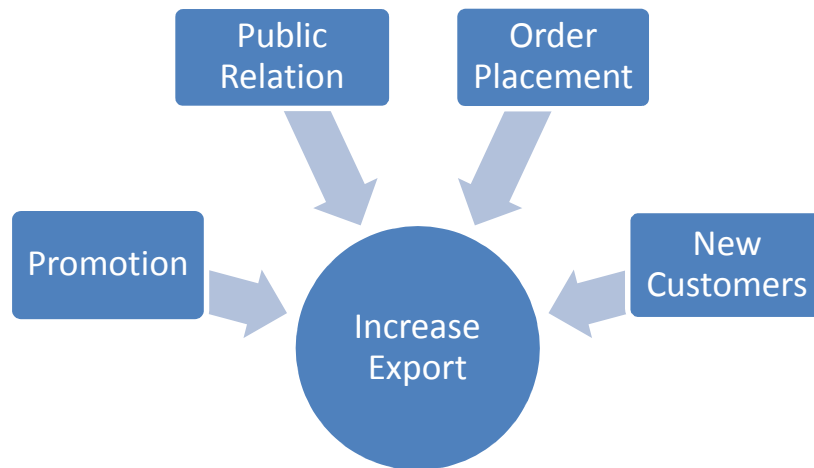 Public
Relation
Order
Placement
Promotion
New
Customers
Increase
Export